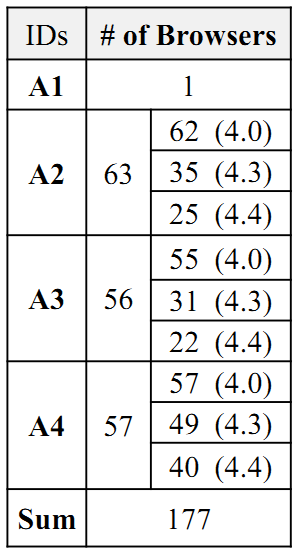 IDs # of Browsers
A1 1
A2 63 62 (4.0)
35 (4.3)
25 (4.4)
A3 56 55 (4.0)
31 (4.3)
22 (4.4)
A4 57 57 (4.0)
49 (4.3)
40 (4.4)
Sum 177